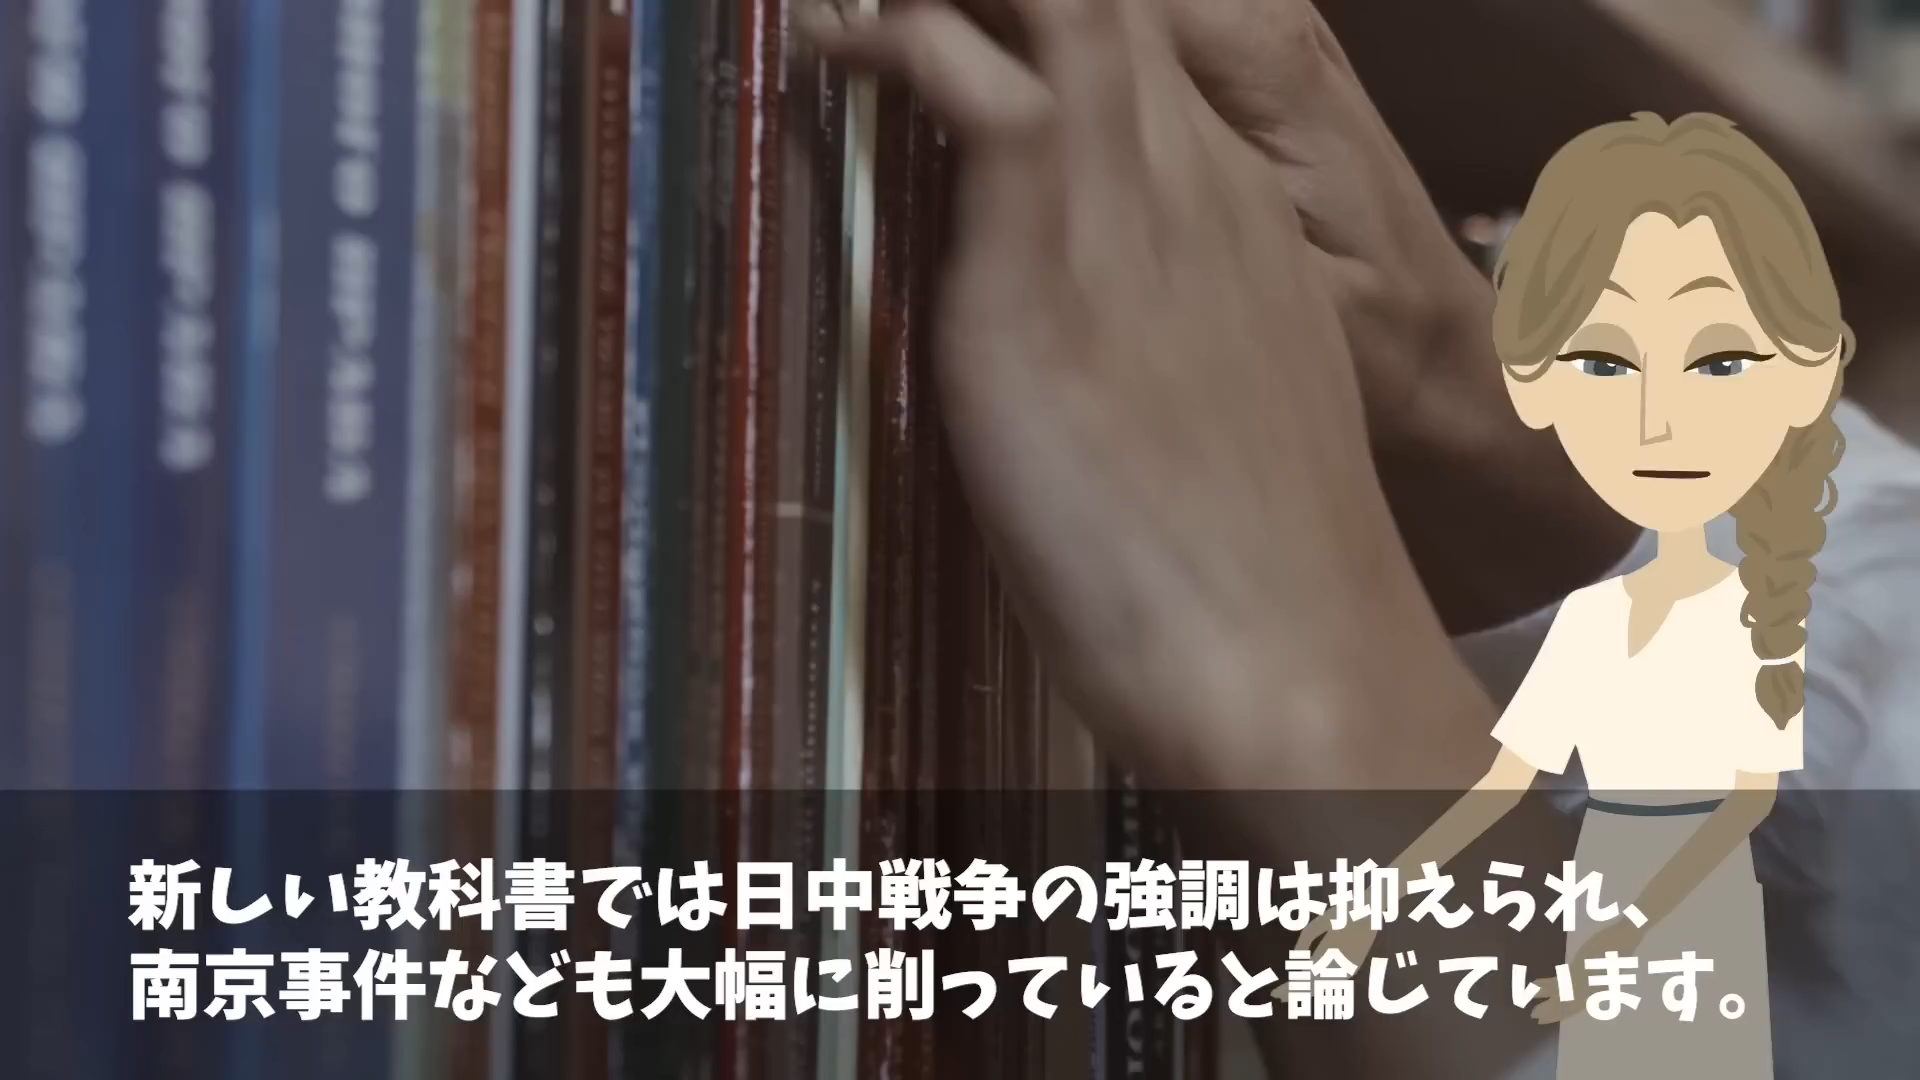 新しい教科書では日中戦争の強調は抑えられ、
南京事件なども大幅に削っていると論じています。